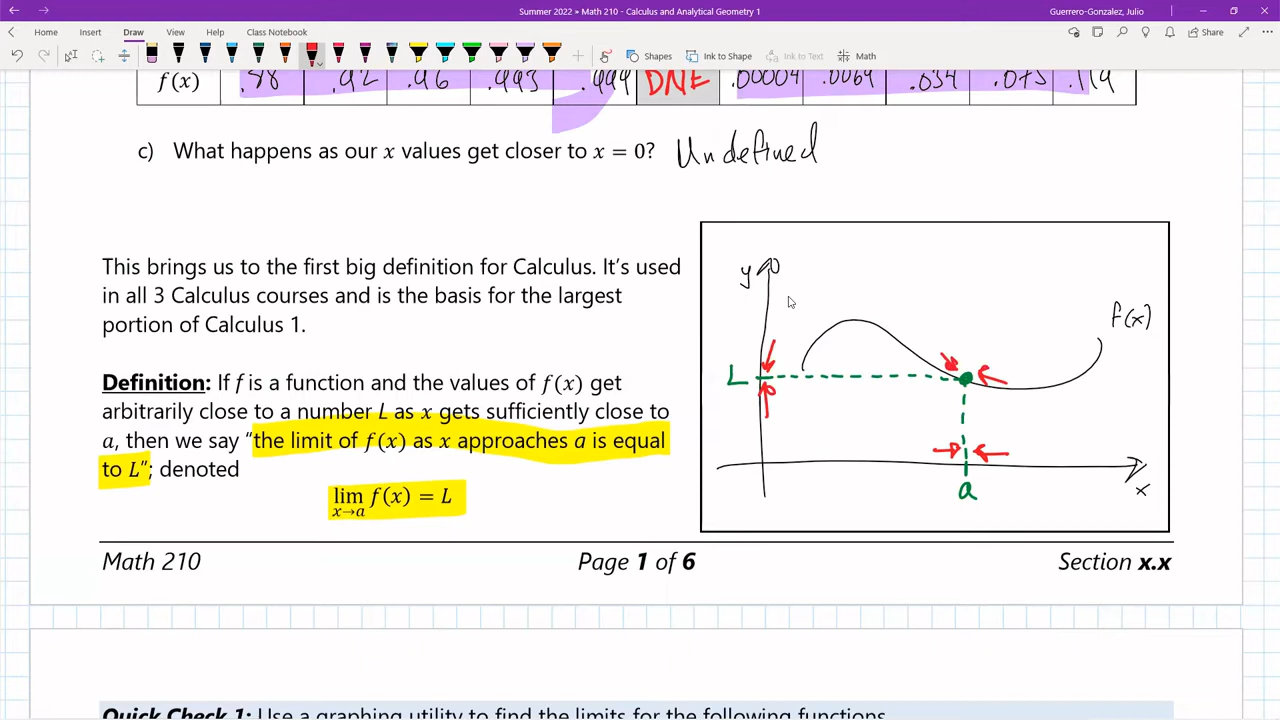 Summer 2022 » Math 210 - Calculus and Analytical Geometry 1
Guerrero-Gonzalez, Julio
Home Insert Draw View Help Class Notebook
Share
Shapes Ink to Shape Ink to Text Math
f(x) .88 .92 .96 .993 .999 DNE .00004 .0064 .034 .075 .119
c) What happens as our x values get closer to x = 0? Undefined
This brings us to the first big definition for Calculus. It's used
in all 3 Calculus courses and is the basis for the largest
portion of Calculus 1.
Definition: If f is a function and the values of f(x) get
arbitrarily close to a number L as x gets sufficiently close to
a, then we say "the limit of f(x) as x approaches a is equal
to L"; denoted
lim f(x) = L
x→a
y
f(x)
L
a
x
Math 210 Page 1 of 6 Section x.x
Quick Check 1: Use a graphing utility to find the limits for the following functions